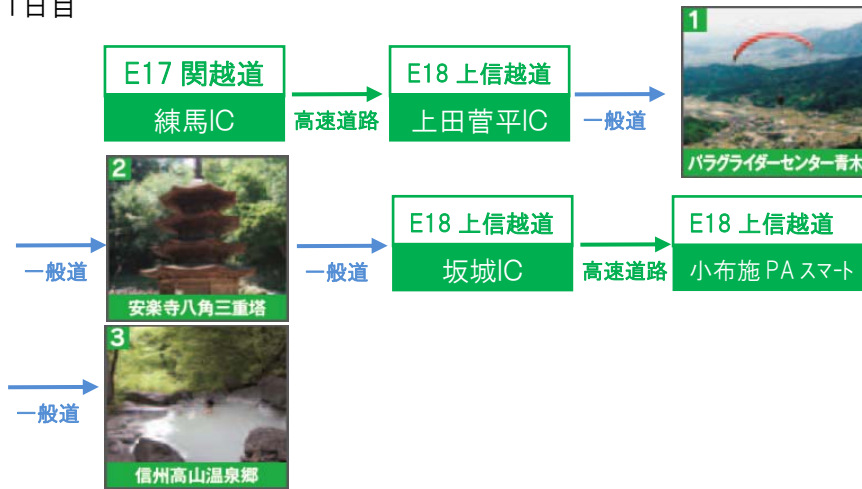 1日目
E17 関越道
練馬IC
高速道路
E18 上信越道
上田菅平IC
一般道
1
パラグライダーセンター青木
一般道
2
安楽寺八角三重塔
一般道
E18 上信越道
坂城IC
高速道路
E18 上信越道
小布施 PA スマート
一般道
3
信州高山温泉郷